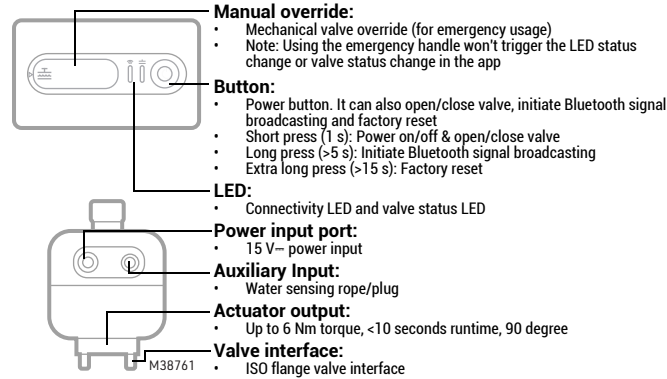 Manual override:
• Mechanical valve override (for emergency usage)
• Note: Using the emergency handle won't trigger the LED status
change or valve status change in the app
Button:
• Power button. It can also open/close valve, initiate Bluetooth signal
broadcasting and factory reset
• Short press (1 s): Power on/off & open/close valve
• Long press (>5 s): Initiate Bluetooth signal broadcasting
• Extra long press (>15 s): Factory reset
LED:
• Connectivity LED and valve status LED
Power input port:
• 15 V⎓ power input
Auxiliary Input:
• Water sensing rope/plug
Actuator output:
• Up to 6 Nm torque, <10 seconds runtime, 90 degree
Valve interface:
• ISO flange valve interface
M38761